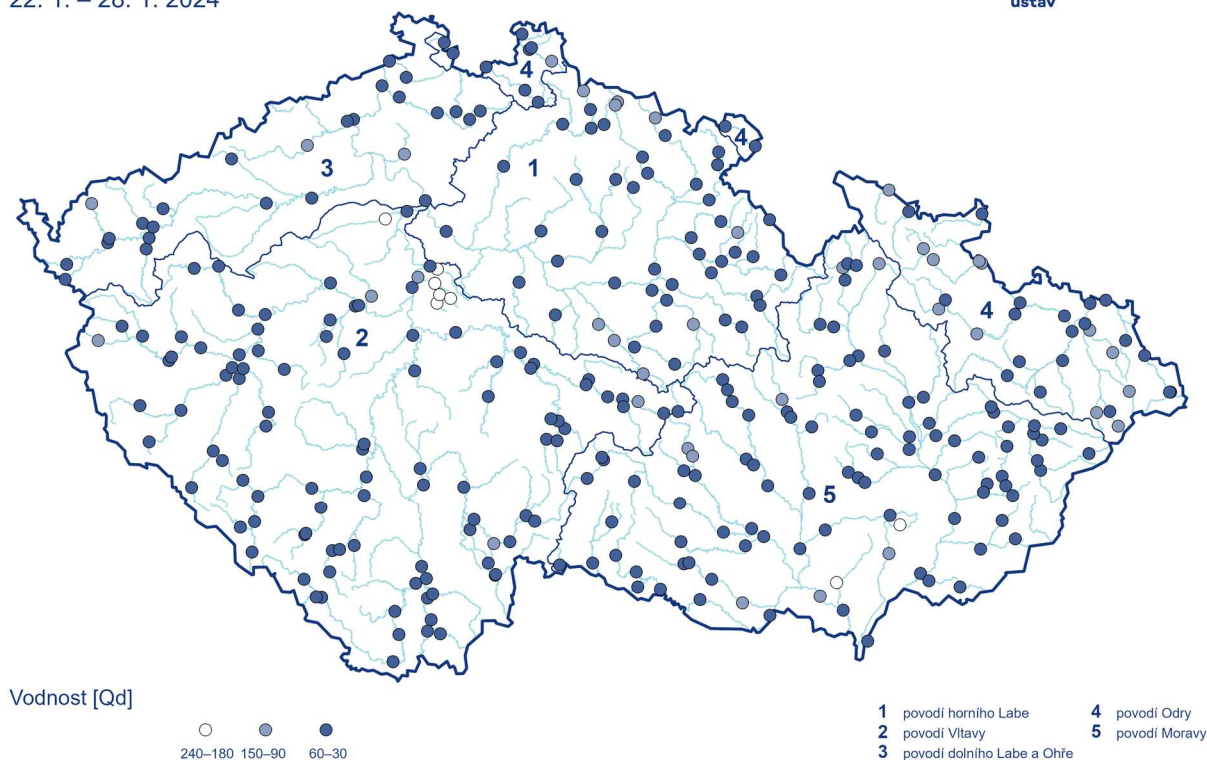 22. 1. – 28. 1. 2024
ústav
4
4
3
1
4
2
5
Vodnost [Qd]
240–180 150–90 60–30
1 povodí horního Labe
2 povodí Vltavy
3 povodí dolního Labe a Ohře
4 povodí Odry
5 povodí Moravy